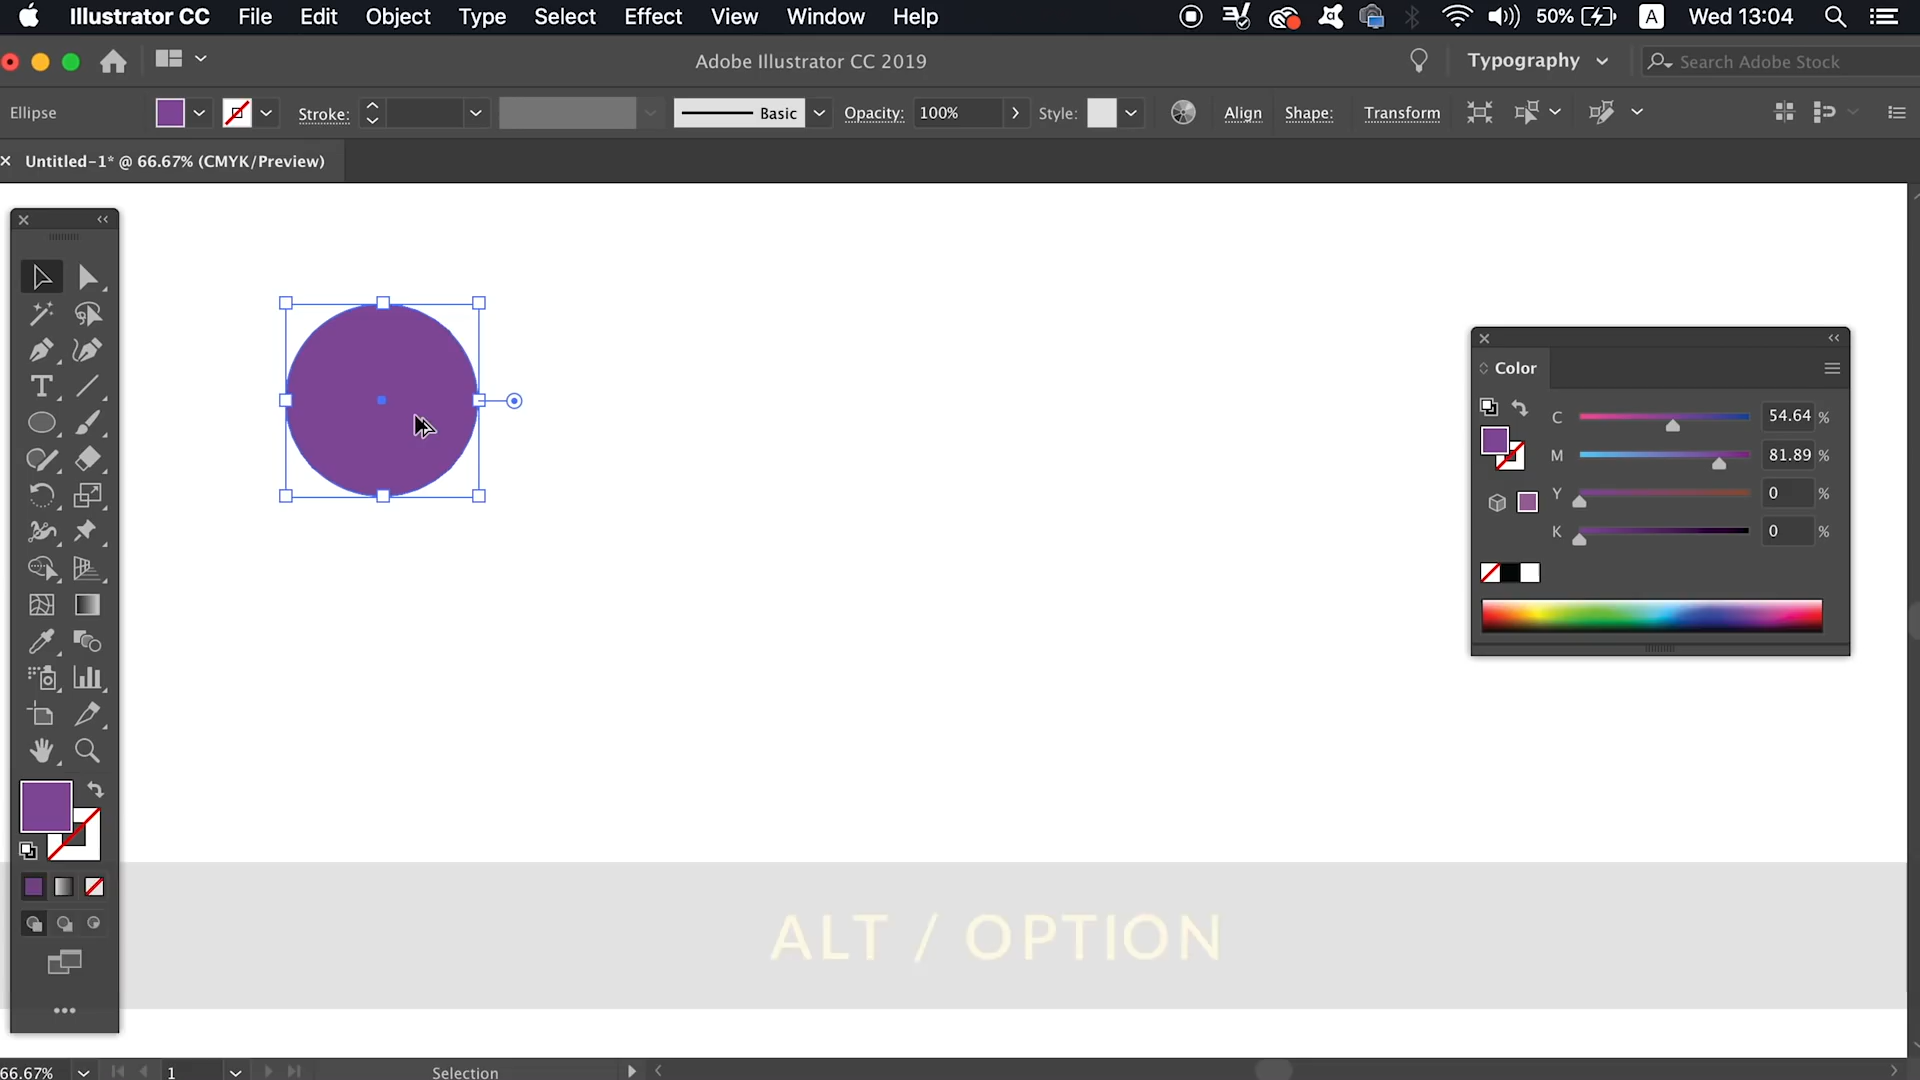 Illustrator CC File Edit Object Type Select Effect View Window Help 50% A Wed 13:04
Adobe Illustrator CC 2019 Typography Search Adobe Stock
Ellipse Stroke: Basic Opacity: 100% Style: Align Shape: Transform
Untitled-1* @ 66.67% (CMYK/Preview)
Color
C 54.64 %
M 81.89 %
Y 0 %
K 0 %
ALT / OPTION
66.67% 1 Selection